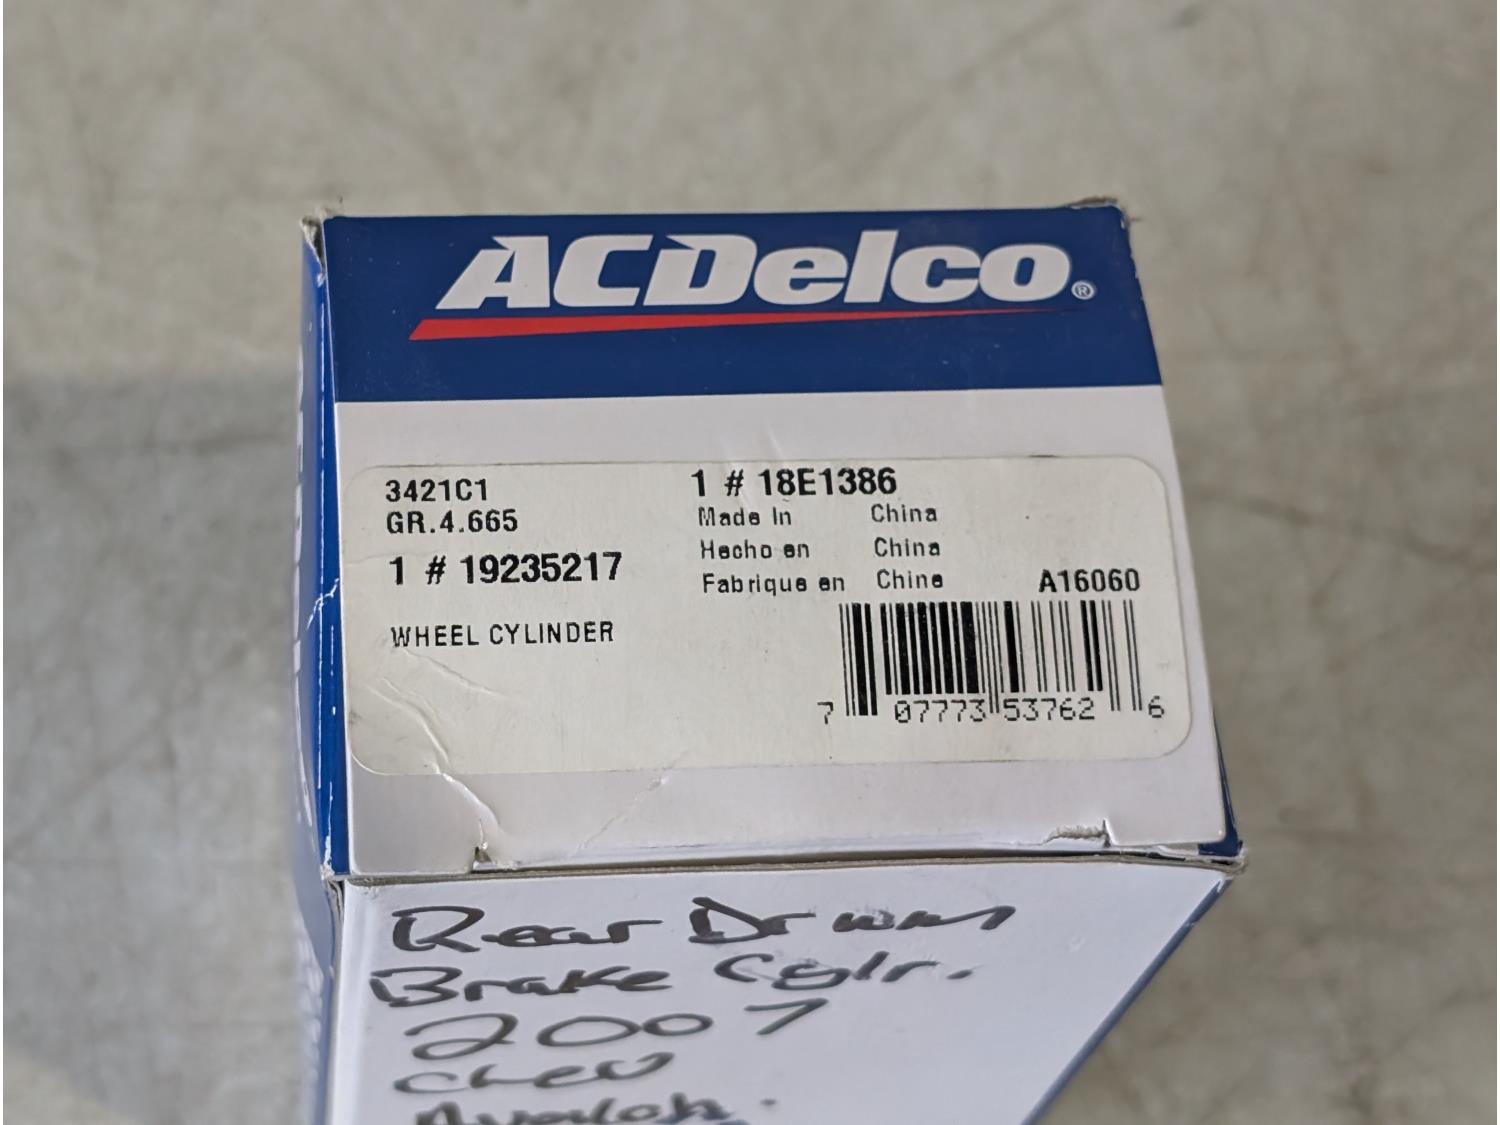 ACDelco®
3421C1
GR.4.665
1 # 19235217
WHEEL CYLINDER
1 # 18E1386
Made In China
Hecho en China
Fabrique en Chine
A16060
7 07773 53762 6
Rear Drum
Brake Cylr.
2007
Chev